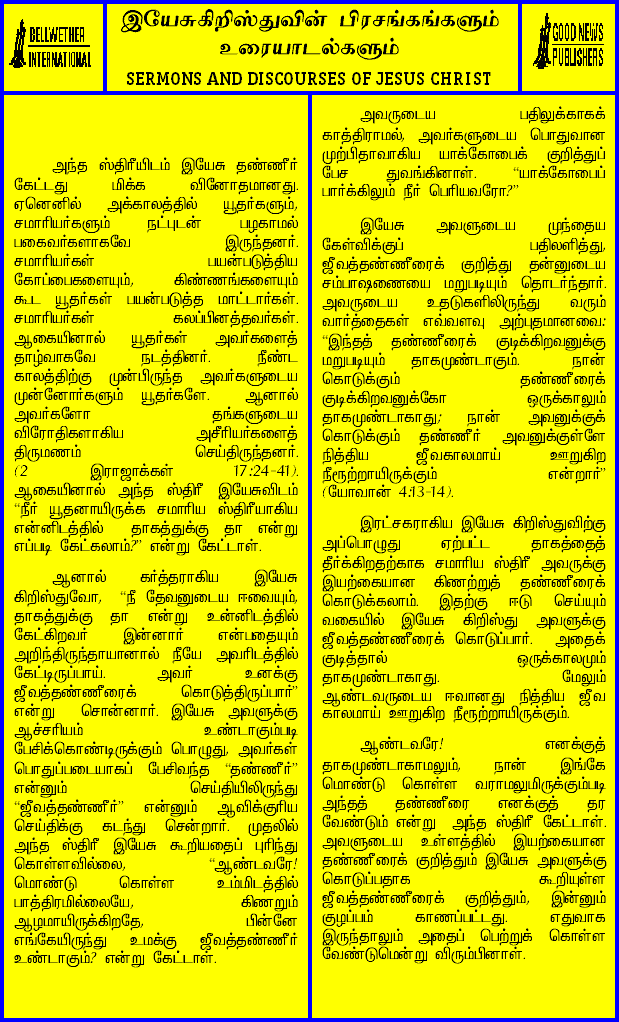 BELLWETHER
INTERNATIONAL
இயேசுகிறிஸ்துவின் பிரசங்கங்களும்
உரையாடல்களும்
SERMONS AND DISCOURSES OF JESUS CHRIST
GOOD NEWS
PUBLISHERS
அந்த ஸ்திரீயிடம் இயேசு தண்ணீர்
கேட்டது மிக்க வினோதமானது.
ஏனெனில் அக்காலத்தில் யூதர்களும்,
சமாரியர்களும் நட்புடன் பழகாமல்
பகைவர்களாகவே இருந்தனர்.
சமாரியர்கள் பயன்படுத்திய
கோப்பைகளையும், கிண்ணங்களையும்
கூட யூதர்கள் பயன்படுத்த மாட்டார்கள்.
சமாரியர்கள் கலப்பினத்தவர்கள்.
ஆகையினால் யூதர்கள் அவர்களைத்
தாழ்வாகவே நடத்தினர். நீண்ட
காலத்திற்கு முன்பிருந்த அவர்களுடைய
முன்னோர்களும் யூதர்களே. ஆனால்
அவர்களோ தங்களுடைய
விரோதிகளாகிய அசீரியர்களைத்
திருமணம் செய்திருந்தனர்.
(2 இராஜாக்கள் 17:24-41).
ஆகையினால் அந்த ஸ்திரீ இயேசுவிடம்
“நீர் யூதனாயிருக்க சமாரிய ஸ்திரீயாகிய
என்னிடத்தில் தாகத்துக்கு தா என்று
எப்படி கேட்கலாம்?” என்று கேட்டாள்.
ஆனால் கர்த்தராகிய இயேசு
கிறிஸ்துவோ, “நீ தேவனுடைய ஈவையும்,
தாகத்துக்கு தா என்று உன்னிடத்தில்
கேட்கிறவர் இன்னார் என்பதையும்
அறிந்திருந்தாயானால் நீயே அவரிடத்தில்
கேட்டிருப்பாய். அவர் உனக்கு
ஜீவத்தண்ணீரைக் கொடுத்திருப்பார்”
என்று சொன்னார். இயேசு அவளுக்கு
ஆச்சரியம் உண்டாகும்படி
பேசிக்கொண்டிருக்கும் பொழுது, அவர்கள்
பொதுப்படையாகப் பேசிவந்த “தண்ணீர்”
என்னும் செய்தியிலிருந்து
“ஜீவத்தண்ணீர்” என்னும் ஆவிக்குரிய
செய்திக்கு கடந்து சென்றார். முதலில்
அந்த ஸ்திரீ இயேசு கூறியதைப் புரிந்து
கொள்ளவில்லை, “ஆண்டவரே!
மொண்டு கொள்ள உம்மிடத்தில்
பாத்திரமில்லையே, கிணறும்
ஆழமாயிருக்கிறதே, பின்னே
எங்கேயிருந்து உமக்கு ஜீவத்தண்ணீர்
உண்டாகும்? என்று கேட்டாள்.
அவருடைய பதிலுக்காகக்
காத்திராமல், அவர்களுடைய பொதுவான
முற்பிதாவாகிய யாக்கோபைக் குறித்துப்
பேச துவங்கினாள். “யாக்கோபைப்
பார்க்கிலும் நீர் பெரியவரோ?”
இயேசு அவளுடைய முந்தைய
கேள்விக்குப் பதிலளித்து,
ஜீவத்தண்ணீரைக் குறித்து தன்னுடைய
சம்பாஷணையை மறுபடியும் தொடர்ந்தார்.
அவருடைய உதடுகளிலிருந்து வரும்
வார்த்தைகள் எவ்வளவு அற்புதமானவை:
“இந்தத் தண்ணீரைக் குடிக்கிறவனுக்கு
மறுபடியும் தாகமுண்டாகும். நான்
கொடுக்கும் தண்ணீரைக்
குடிக்கிறவனுக்கோ ஒருக்காலும்
தாகமுண்டாகாது; நான் அவனுக்குக்
கொடுக்கும் தண்ணீர் அவனுக்குள்ளே
நித்திய ஜீவகாலமாய் ஊறுகிற
நீரூற்றாயிருக்கும் என்றார்”
(யோவான் 4:13-14).
இரட்சகராகிய இயேசு கிறிஸ்துவிற்கு
அப்பொழுது ஏற்பட்ட தாகத்தைத்
தீர்க்கிறதற்காக சமாரிய ஸ்திரீ அவருக்கு
இயற்கையான கிணற்றுத் தண்ணீரைக்
கொடுக்கலாம். இதற்கு ஈடு செய்யும்
வகையில் இயேசு கிறிஸ்து அவளுக்கு
ஜீவத்தண்ணீரைக் கொடுப்பார். அதைக்
குடித்தால் ஒருக்காலமும்
தாகமுண்டாகாது. மேலும்
ஆண்டவருடைய ஈவானது நித்திய ஜீவ
காலமாய் ஊறுகிற நீரூற்றாயிருக்கும்.
ஆண்டவரே! எனக்குத்
தாகமுண்டாகாமலும், நான் இங்கே
மொண்டு கொள்ள வராமலுமிருக்கும்படி
அந்தத் தண்ணீரை எனக்குத் தர
வேண்டும் என்று அந்த ஸ்திரீ கேட்டாள்.
அவளுடைய உள்ளத்தில் இயற்கையான
தண்ணீரைக் குறித்தும் இயேசு அவளுக்கு
கொடுப்பதாக கூறியுள்ள
ஜீவத்தண்ணீரைக் குறித்தும், இன்னும்
குழப்பம் காணப்பட்டது. எதுவாக
இருந்தாலும் அதைப் பெற்றுக் கொள்ள
வேண்டுமென்று விரும்பினாள்.